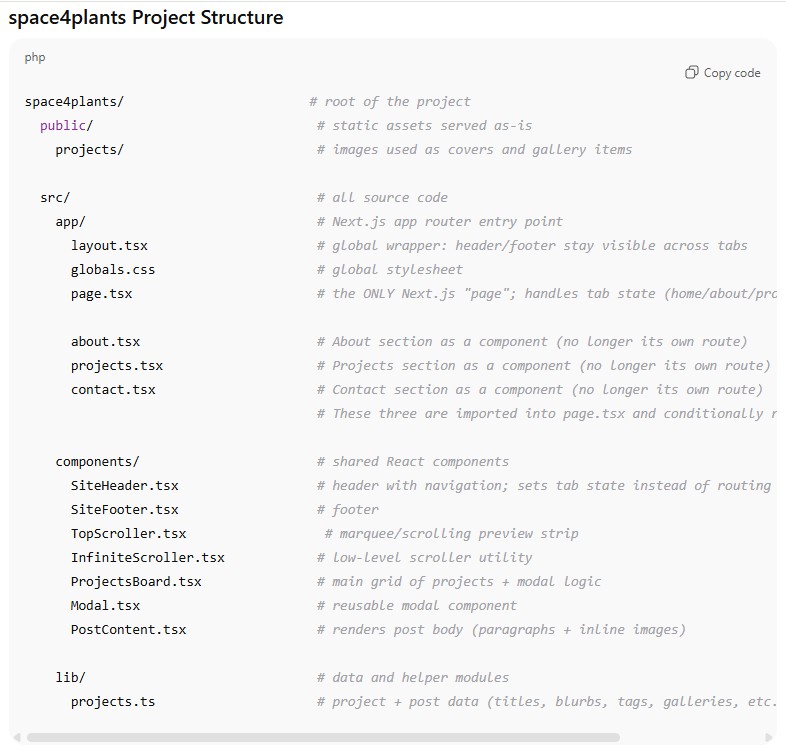 space4plants Project Structure
php
Copy code
space4plants/ # root of the project
public/ # static assets served as-is
projects/ # images used as covers and gallery items
src/ # all source code
app/ # Next.js app router entry point
layout.tsx # global wrapper: header/footer stay visible across tabs
globals.css # global stylesheet
page.tsx # the ONLY Next.js "page"; handles tab state (home/about/pro
about.tsx # About section as a component (no longer its own route)
projects.tsx # Projects section as a component (no longer its own route)
contact.tsx # Contact section as a component (no longer its own route)
# These three are imported into page.tsx and conditionally r
components/ # shared React components
SiteHeader.tsx # header with navigation; sets tab state instead of routing
SiteFooter.tsx # footer
TopScroller.tsx # marquee/scrolling preview strip
InfiniteScroller.tsx # low-level scroller utility
ProjectsBoard.tsx # main grid of projects + modal logic
Modal.tsx # reusable modal component
PostContent.tsx # renders post body (paragraphs + inline images)
lib/ # data and helper modules
projects.ts # project + post data (titles, blurbs, tags, galleries, etc.